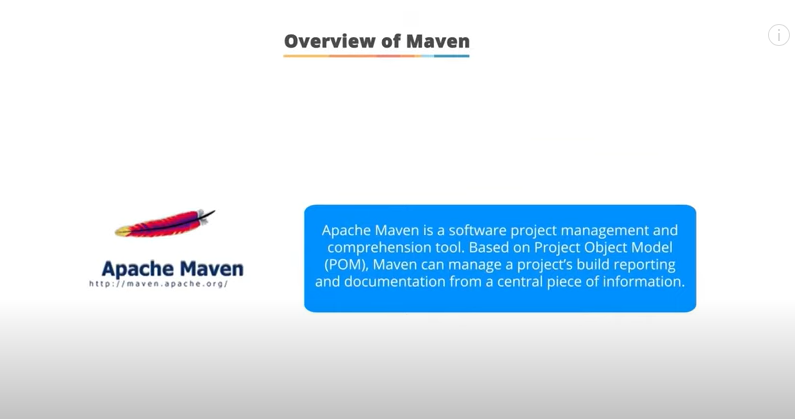 Overview of Maven
Apache Maven
http://maven.apache.org/
Apache Maven is a software project management and
comprehension tool. Based on Project Object Model
(POM), Maven can manage a project's build reporting
and documentation from a central piece of information.